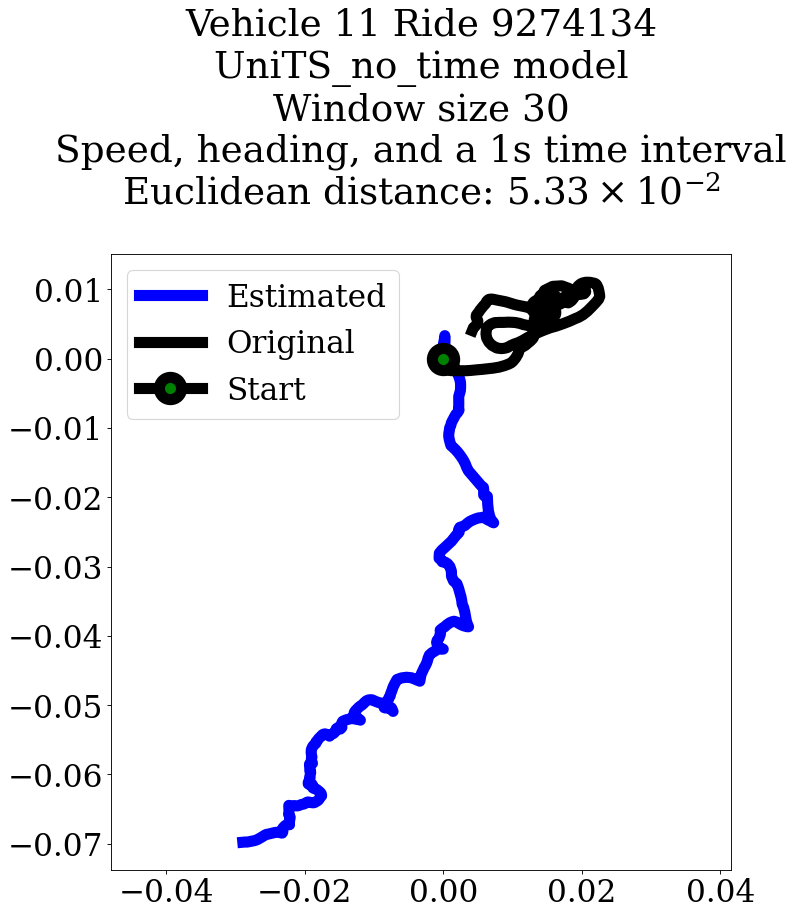 Vehicle 11 Ride 9274134
UniTS_no_time model
Window size 30
Speed, heading, and a 1s time interval
Euclidean distance: 5.33 × 10⁻²
Estimated
Original
Start
0.01
0.00
−0.01
−0.02
−0.03
−0.04
−0.05
−0.06
−0.07
−0.04 −0.02 0.00 0.02 0.04